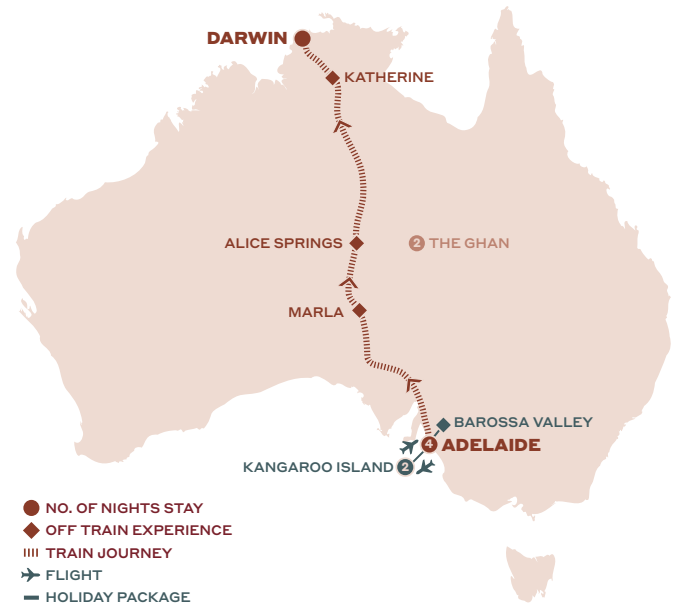 DARWIN
KATHERINE
ALICE SPRINGS
2 THE GHAN
MARLA
BAROSSA VALLEY
4 ADELAIDE
KANGAROO ISLAND 2
NO. OF NIGHTS STAY
OFF TRAIN EXPERIENCE
TRAIN JOURNEY
FLIGHT
HOLIDAY PACKAGE